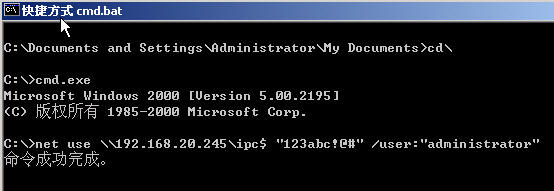 快捷方式 cmd.bat
C:\Documents and Settings\Administrator\My Documents>cd\
C:\>cmd.exe
Microsoft Windows 2000 [Version 5.00.2195]
(C) 版权所有 1985-2000 Microsoft Corp.
C:\>net use \\192.168.20.245\ipc$ "123abc!@#" /user:"administrator"
命令成功完成。